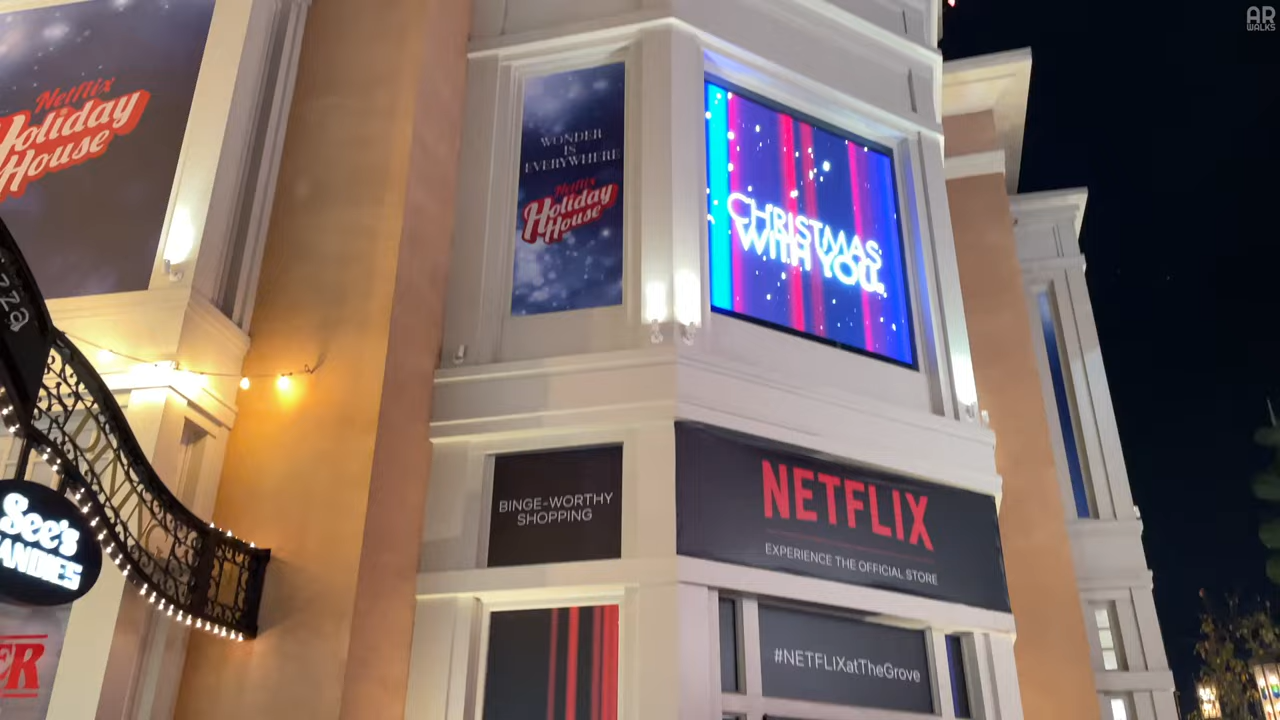 AR
WALKS
Netflix
Holiday
House
WONDER
IS
EVERYWHERE
Netflix
Holiday
House
CHRISTMAS
WITH YOU
BINGE-WORTHY
SHOPPING
NETFLIX
EXPERIENCE THE OFFICIAL STORE
#NETFLIXatTheGrove
See's